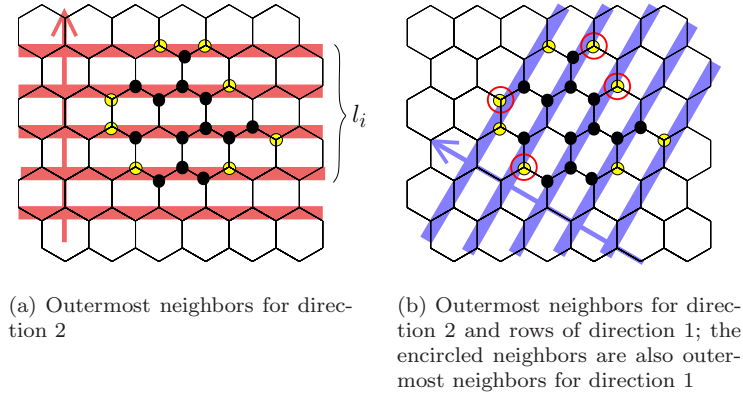 l_i
(a) Outermost neighbors for direc-
tion 2
(b) Outermost neighbors for direc-
tion 2 and rows of direction 1; the
encircled neighbors are also outer-
most neighbors for direction 1